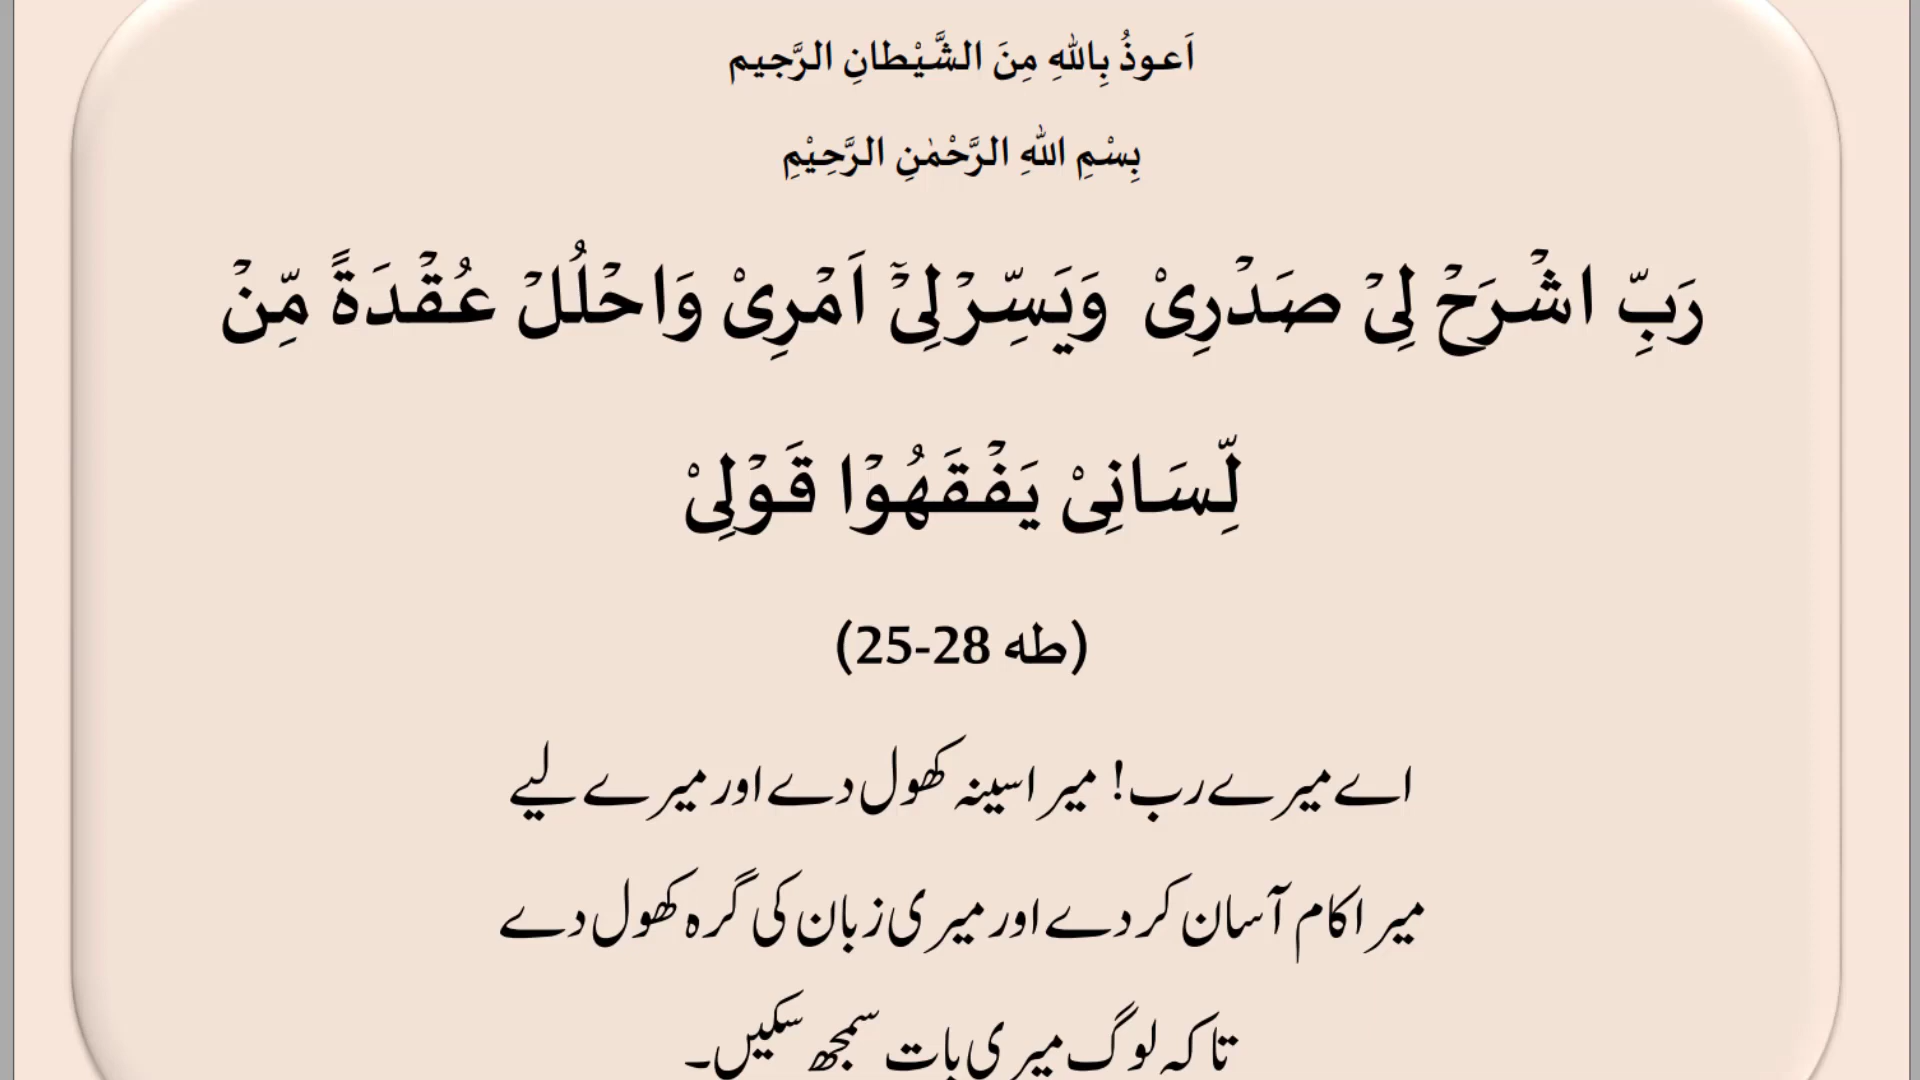 اَعوذُ بِاللهِ مِنَ الشَّيْطانِ الرَّجيم
بِسْمِ اللهِ الرَّحْمٰنِ الرَّحِيْمِ
رَبِّ اشْرَحْ لِیْ صَدْرِیْ وَیَسِّرْ لِیْۤ اَمْرِیْ وَاحْلُلْ عُقْدَةً مِّنْ
لِّسَانِیْ یَفْقَهُوْا قَوْلِیْ
(طه 28-25)
اے میرے رب! میرا سینہ کھول دے اور میرے لیے
میرا کام آسان کر دے اور میری زبان کی گرہ کھول دے
تاکہ لوگ میری بات سمجھ سکیں۔